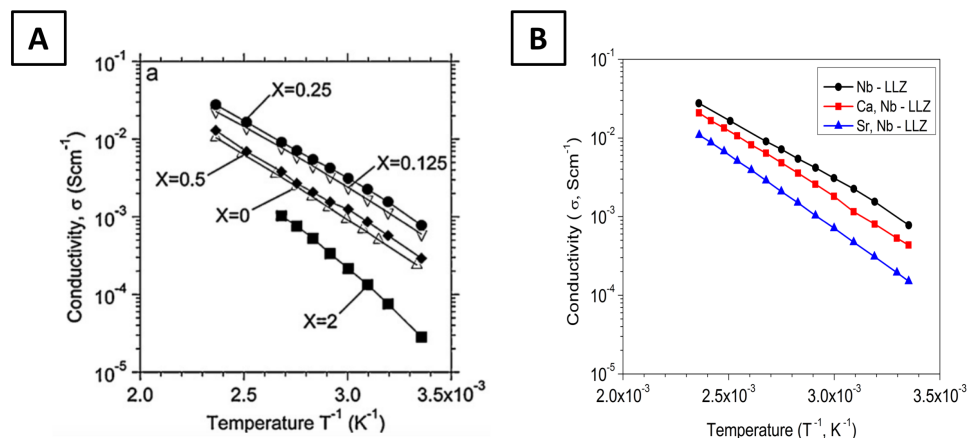 A
B
a
10⁻¹
10⁻²
10⁻³
10⁻⁴
10⁻⁵
Conductivity, σ (Scm⁻¹)
X=0.25
X=0.125
X=0.5
X=0
X=2
2.0
2.5
3.0
3.5x10⁻³
Temperature T⁻¹ (K⁻¹)
10⁻¹
10⁻²
10⁻³
10⁻⁴
10⁻⁵
Conductivity ( σ, Scm⁻¹)
Nb - LLZ
Ca, Nb - LLZ
Sr, Nb - LLZ
2.0x10⁻³
2.5x10⁻³
3.0x10⁻³
3.5x10⁻³
Temperature (T⁻¹, K⁻¹)